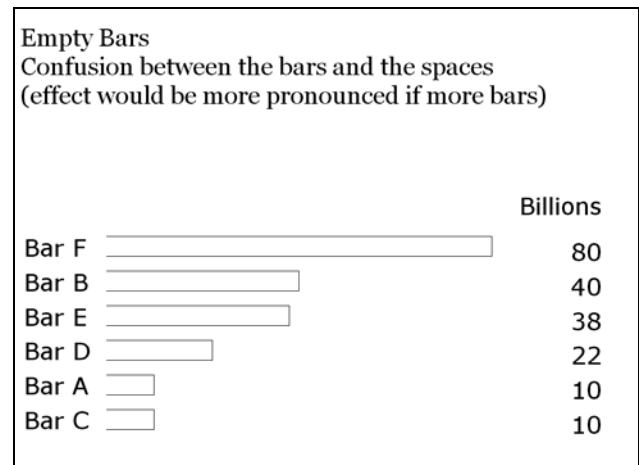 Empty Bars
Confusion between the bars and the spaces
(effect would be more pronounced if more bars)
Billions
Bar F 80
Bar B 40
Bar E 38
Bar D 22
Bar A 10
Bar C 10